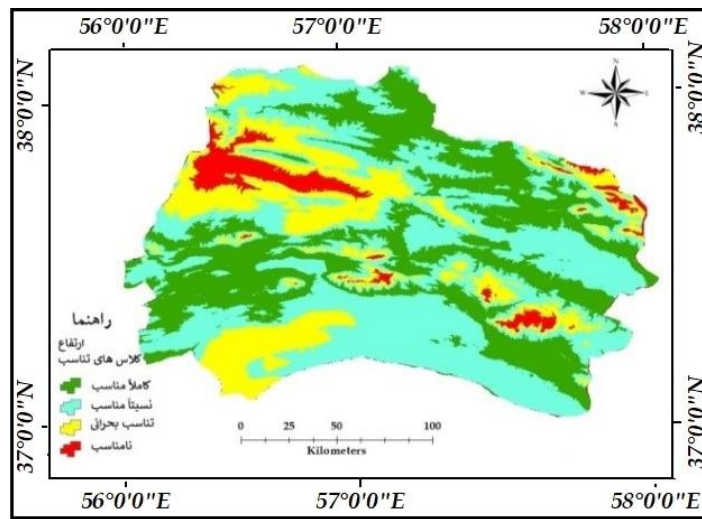 56°0'0"E 57°0'0"E 58°0'0"E
38°0'0"N
38°0'0"N
N
W E
S
راهنما
ارتفاع
کلاس های تناسب
کاملاً مناسب
نسبتاً مناسب
تناسب بحرانی
نامناسب
0 25 50 100
Kilometers
37°0'0"N
37°0'0"N
56°0'0"E 57°0'0"E 58°0'0"E